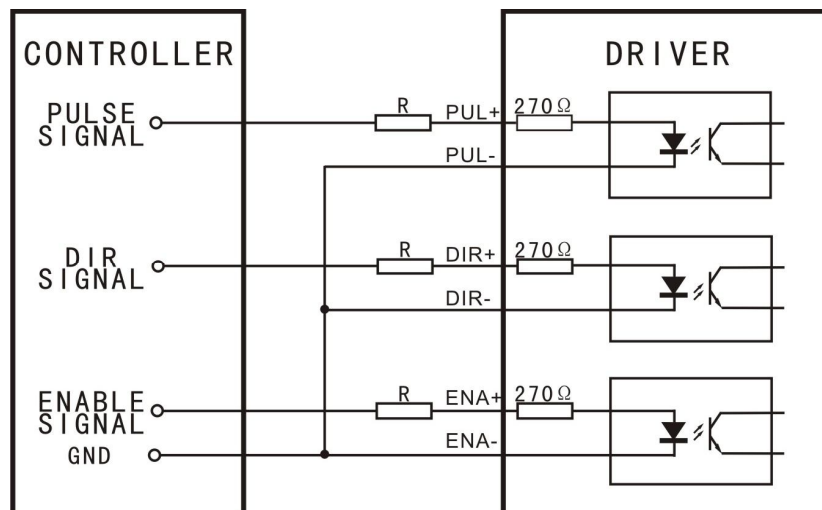 CONTROLLER
DRIVER
PULSE
SIGNAL
R
PUL+
270Ω
PUL-
DIR
SIGNAL
R
DIR+
270Ω
DIR-
ENABLE
SIGNAL
R
ENA+
270Ω
GND
ENA-